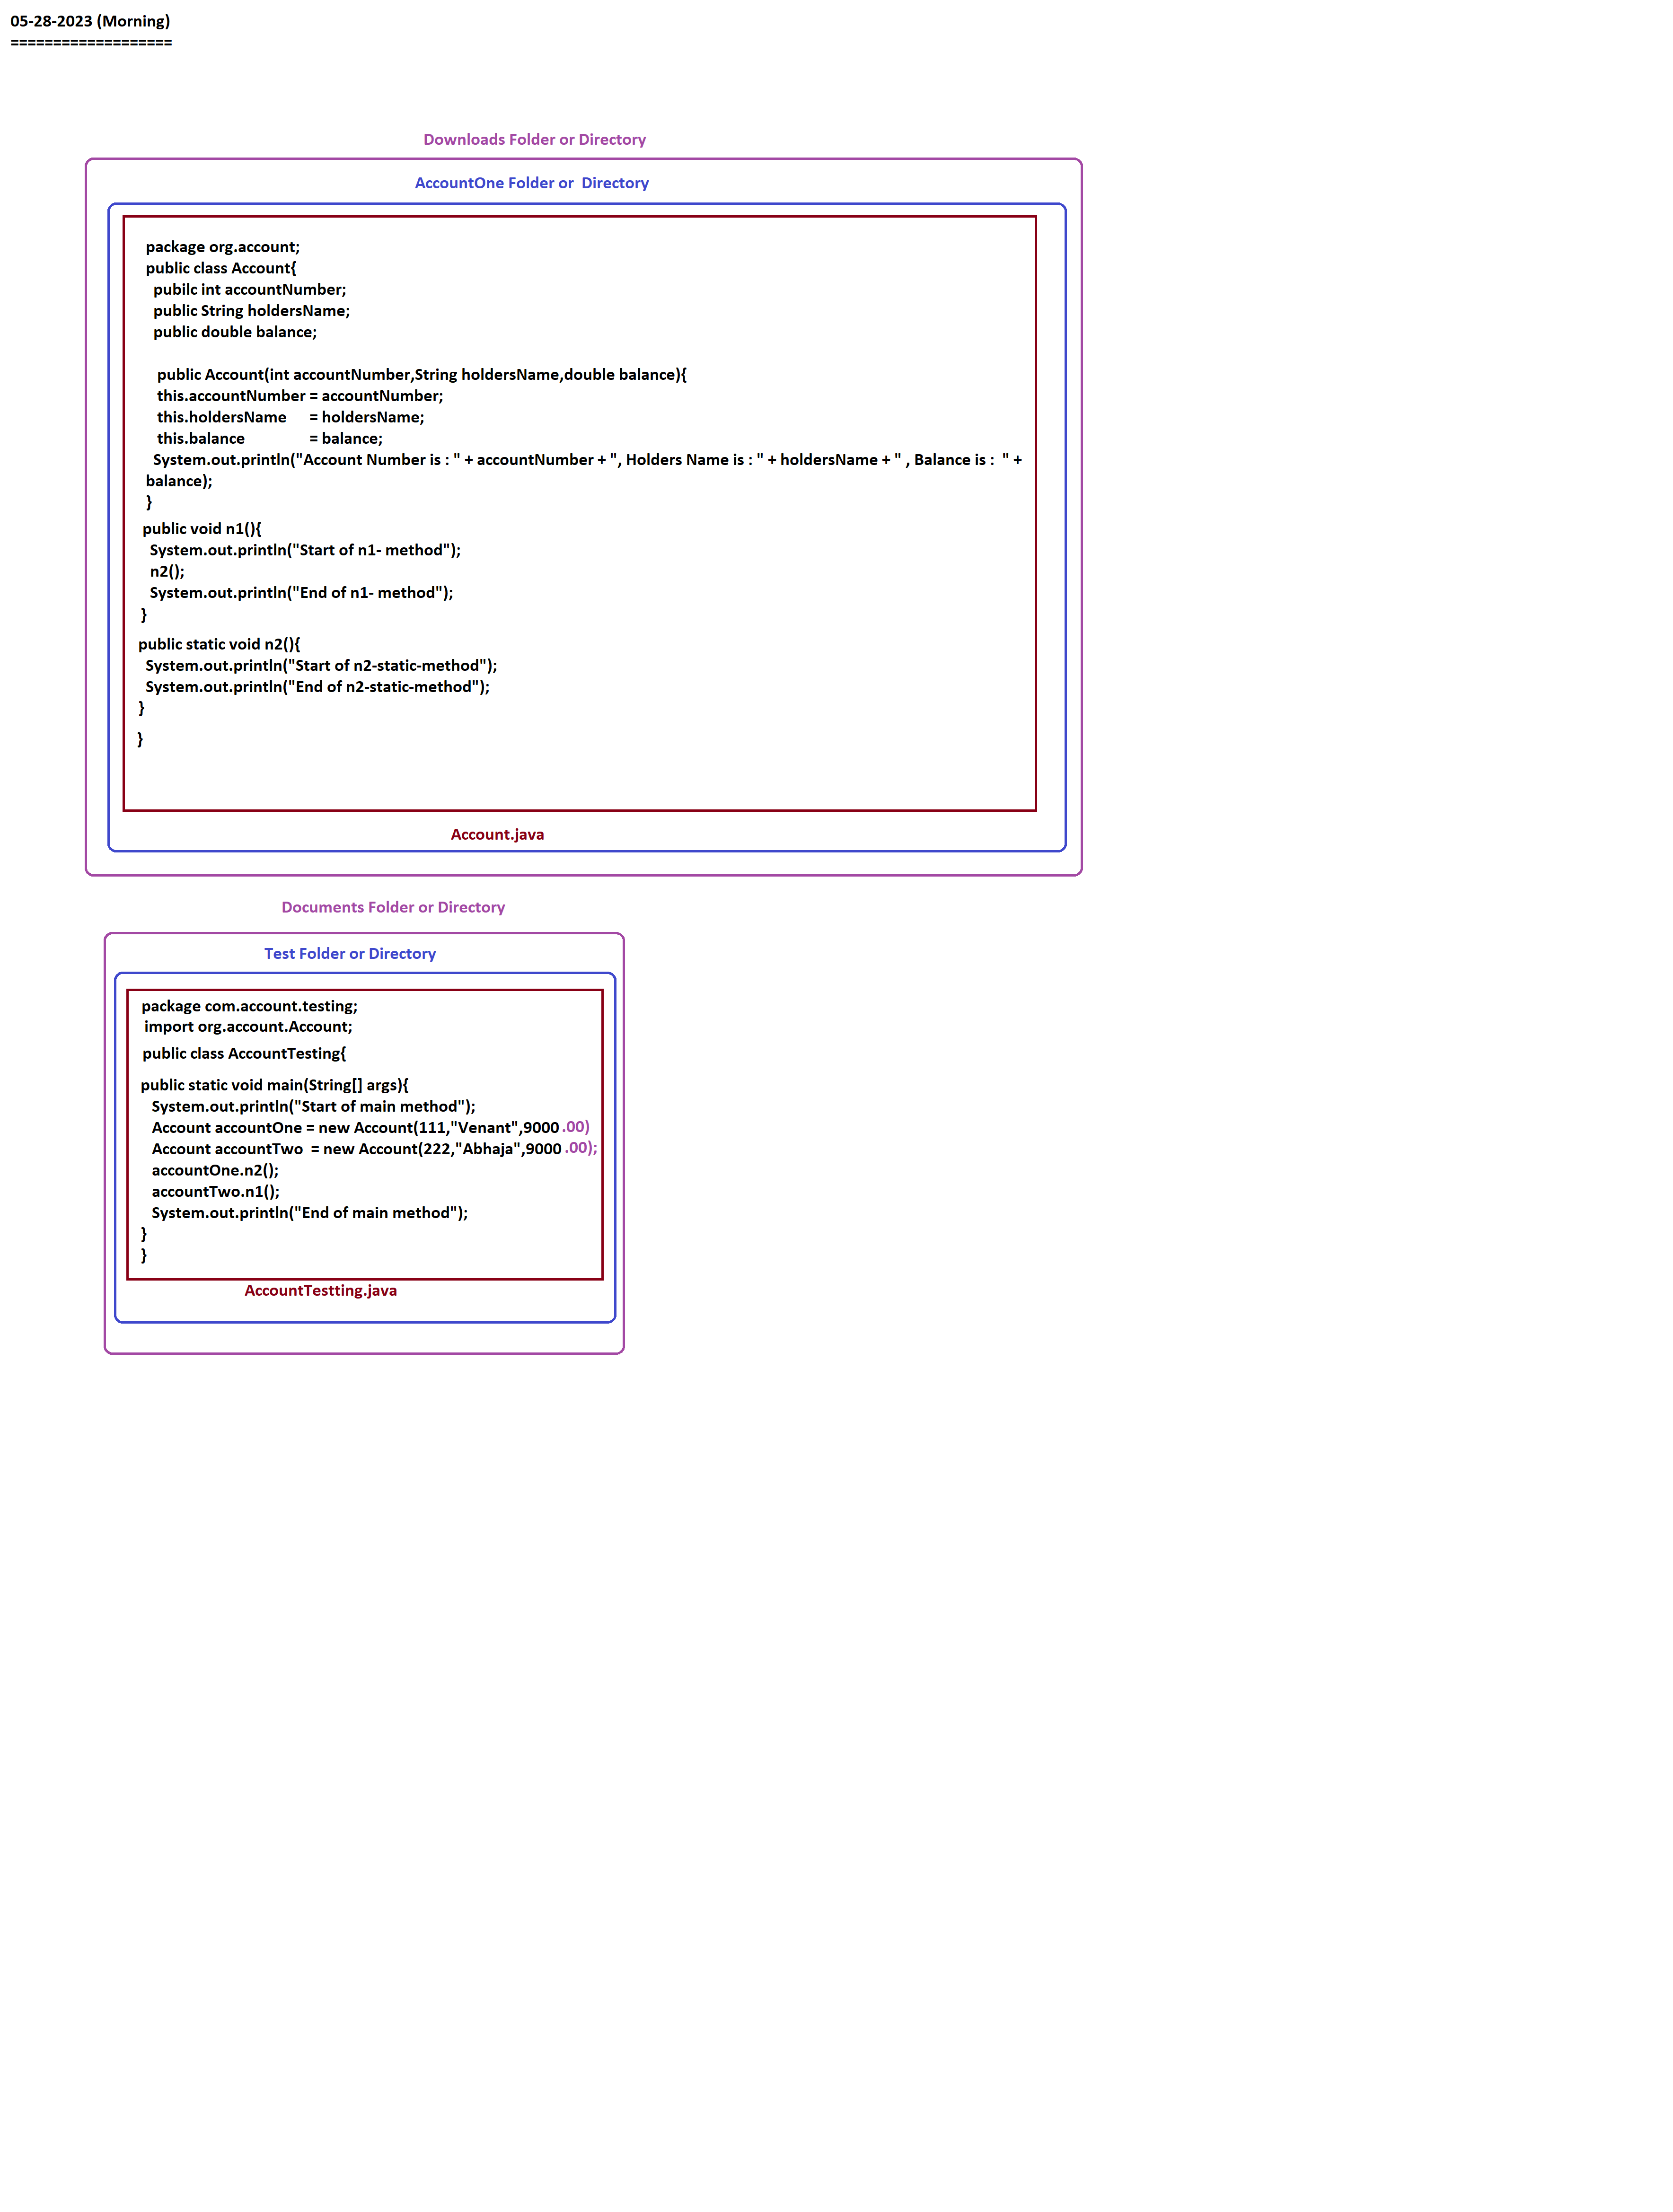 05-28-2023 (Morning)
===================
Downloads Folder or Directory
AccountOne Folder or  Directory
package org.account;
public class Account{
pubilc int accountNumber;
public String holdersName;
public double balance;
public Account(int accountNumber,String holdersName,double balance){
this.accountNumber = accountNumber;
this.holdersName      = holdersName;
this.balance                 = balance;
System.out.println("Account Number is : " + accountNumber + ", Holders Name is : " + holdersName + " , Balance is :  " +
balance);
}
public void n1(){
System.out.println("Start of n1- method");
n2();
System.out.println("End of n1- method");
}
public static void n2(){
System.out.println("Start of n2-static-method");
System.out.println("End of n2-static-method");
}
}
Account.java
Documents Folder or Directory
Test Folder or Directory
package com.account.testing;
import org.account.Account;
public class AccountTesting{
public static void main(String[] args){
System.out.println("Start of main method");
Account accountOne = new Account(111,"Venant",9000.00)
Account accountTwo  = new Account(222,"Abhaja",9000.00);
accountOne.n2();
accountTwo.n1();
System.out.println("End of main method");
}
}
AccountTestting.java